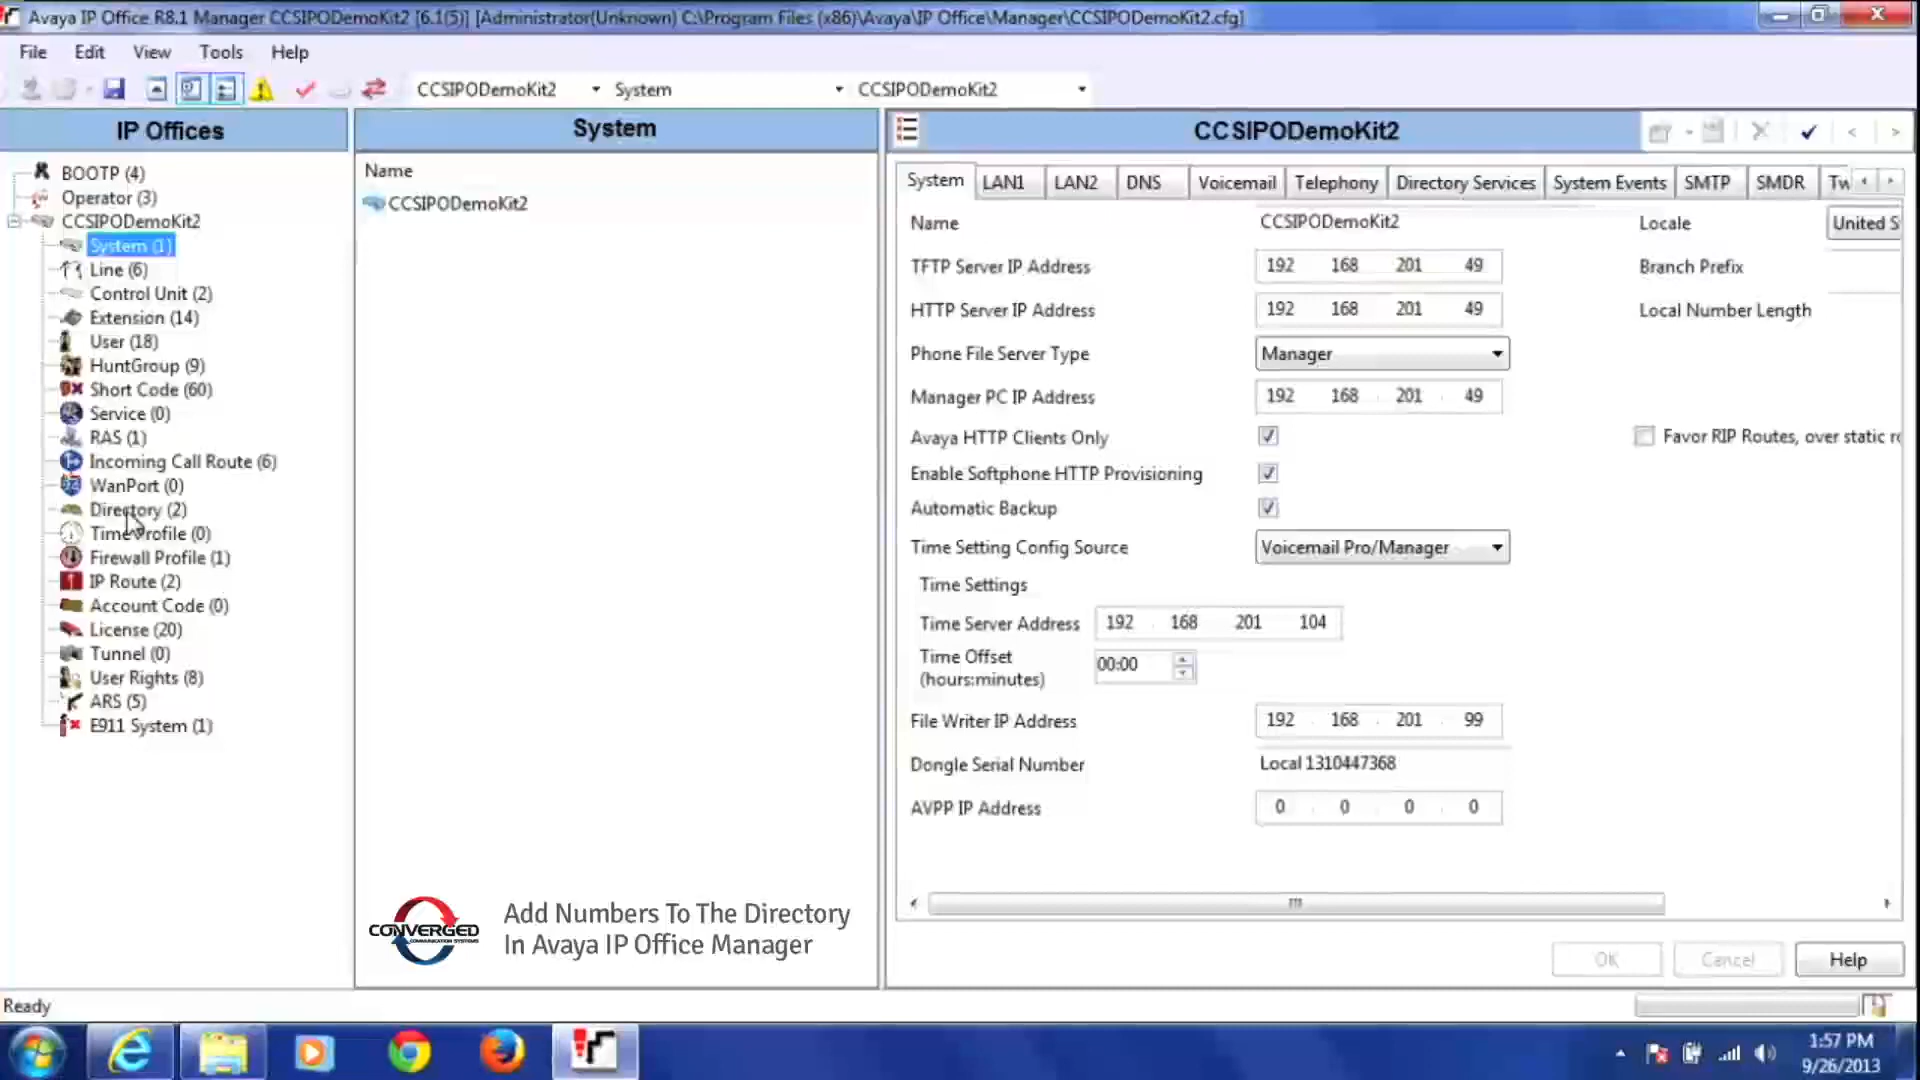 Avaya IP Office R8.1 Manager CCSIPODemoKit2 [6.1(5)] [Administrator(Unknown) C:\Program Files (x86)\Avaya\IP Office\Manager\CCSIPODemoKit2.cfg]
File Edit View Tools Help
CCSIPODemoKit2 System CCSIPODemoKit2
IP Offices
BOOTP (4)
Operator (3)
CCSIPODemoKit2
System (1)
Line (6)
Control Unit (2)
Extension (14)
User (18)
HuntGroup (9)
Short Code (60)
Service (0)
RAS (1)
Incoming Call Route (6)
WanPort (0)
Directory (2)
Time Profile (0)
Firewall Profile (1)
IP Route (2)
Account Code (0)
License (20)
Tunnel (0)
User Rights (8)
ARS (5)
E911 System (1)
System
Name
CCSIPODemoKit2
CONVERGED
COMMUNICATION SYSTEMS
Add Numbers To The Directory
In Avaya IP Office Manager
CCSIPODemoKit2
System LAN1 LAN2 DNS Voicemail Telephony Directory Services System Events SMTP SMDR Tw
Name CCSIPODemoKit2 Locale United S
TFTP Server IP Address 192 168 201 49 Branch Prefix
HTTP Server IP Address 192 168 201 49 Local Number Length
Phone File Server Type Manager
Manager PC IP Address 192 168 201 49
Avaya HTTP Clients Only Favor RIP Routes, over static ro
Enable Softphone HTTP Provisioning
Automatic Backup
Time Setting Config Source Voicemail Pro/Manager
Time Settings
Time Server Address 192 168 201 104
Time Offset 00:00
(hours:minutes)
File Writer IP Address 192 168 201 99
Dongle Serial Number Local 1310447368
AVPP IP Address 0 0 0 0
OK Cancel Help
Ready
1:57 PM
9/26/2013